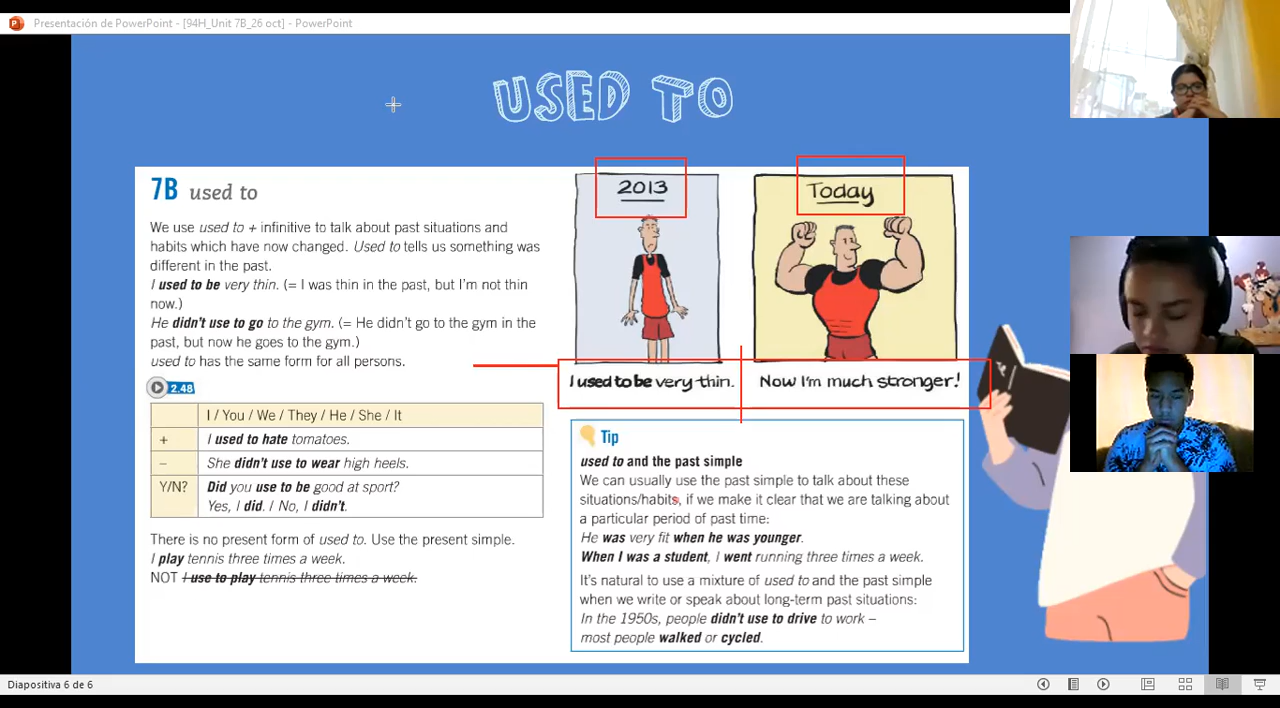 Presentación de PowerPoint - [94H_Unit 7B_26 oct] - PowerPoint
USED TO
7B used to
We use used to + infinitive to talk about past situations and
habits which have now changed. Used to tells us something was
different in the past.
I used to be very thin. (= I was thin in the past, but I'm not thin
now.)
He didn't use to go to the gym. (= He didn't go to the gym in the
past, but now he goes to the gym.)
used to has the same form for all persons.
2.48
I / You / We / They / He / She / It
+ I used to hate tomatoes.
– She didn't use to wear high heels.
Y/N? Did you use to be good at sport?
Yes, I did. / No, I didn't.
There is no present form of used to. Use the present simple.
I play tennis three times a week.
NOT I use to play tennis three times a week.
2013
Today
I used to be very thin.
Now I'm much stronger!
Tip
used to and the past simple
We can usually use the past simple to talk about these
situations/habits, if we make it clear that we are talking about
a particular period of past time:
He was very fit when he was younger.
When I was a student, I went running three times a week.
It's natural to use a mixture of used to and the past simple
when we write or speak about long-term past situations:
In the 1950s, people didn't use to drive to work –
most people walked or cycled.
Diapositiva 6 de 6